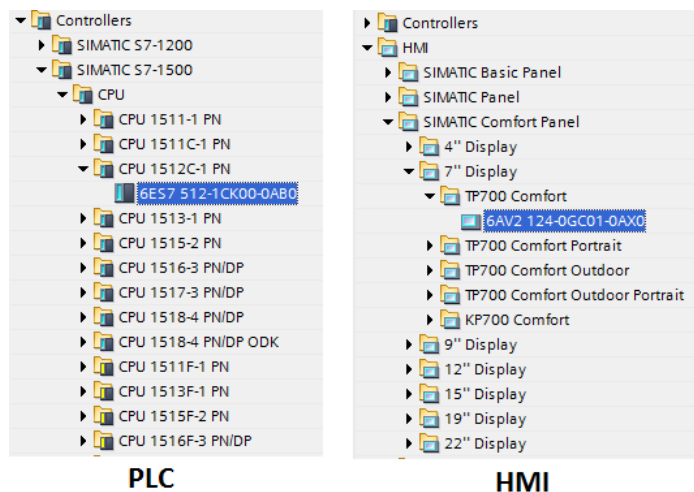 Controllers
SIMATIC S7-1200
SIMATIC S7-1500
CPU
CPU 1511-1 PN
CPU 1511C-1 PN
CPU 1512C-1 PN
6ES7 512-1CK00-0AB0
CPU 1513-1 PN
CPU 1515-2 PN
CPU 1516-3 PN/DP
CPU 1517-3 PN/DP
CPU 1518-4 PN/DP
CPU 1518-4 PN/DP ODK
CPU 1511F-1 PN
CPU 1513F-1 PN
CPU 1515F-2 PN
CPU 1516F-3 PN/DP
PLC
Controllers
HMI
SIMATIC Basic Panel
SIMATIC Panel
SIMATIC Comfort Panel
4'' Display
7'' Display
TP700 Comfort
6AV2 124-0GC01-0AX0
TP700 Comfort Portrait
TP700 Comfort Outdoor
TP700 Comfort Outdoor Portrait
KP700 Comfort
9'' Display
12'' Display
15'' Display
19'' Display
22'' Display
HMI